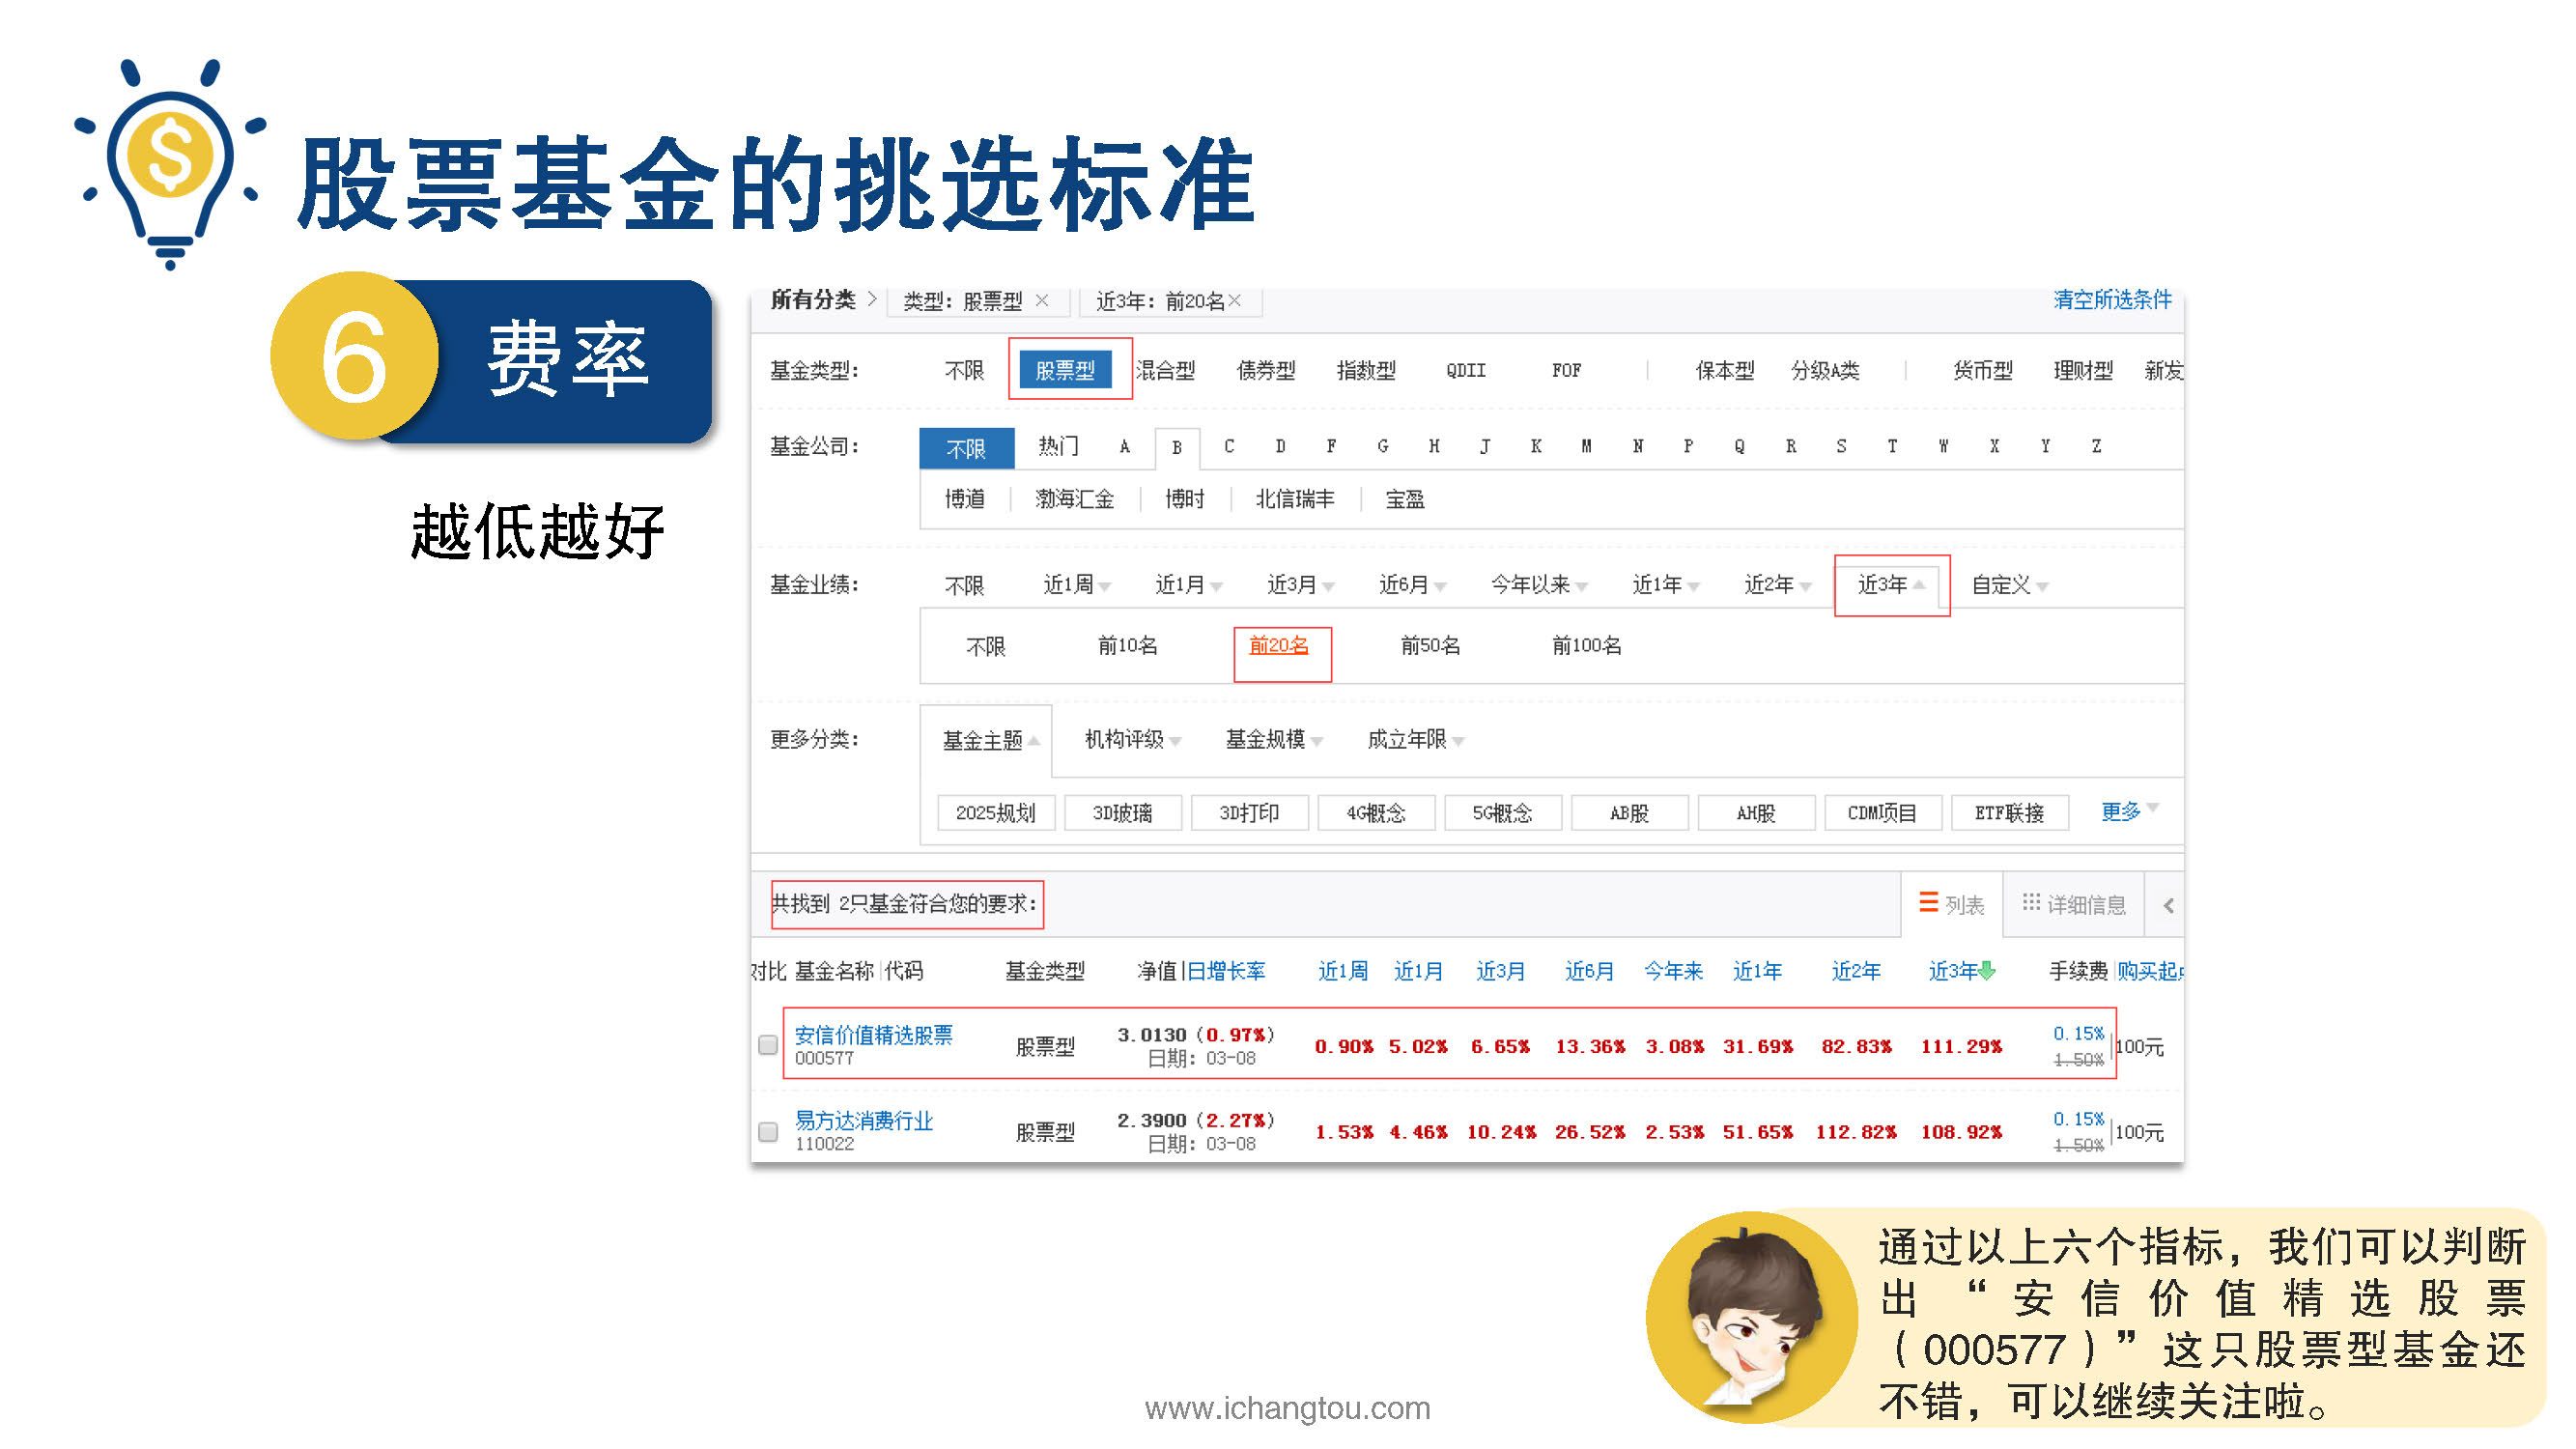 股票基金的挑选标准
6 费率
越低越好
所有分类 > 类型：股票型 × 近3年：前20名× 清空所选条件
基金类型： 不限 股票型 混合型 债券型 指数型 QDII FOF | 保本型 分级A类 | 货币型 理财型 新发
基金公司： 不限 热门 A B C D F G H J K M N P Q R S T W X Y Z
博道 | 渤海汇金 | 博时 | 北信瑞丰 | 宝盈
基金业绩： 不限 近1周 近1月 近3月 近6月 今年以来 近1年 近2年 近3年 自定义
不限 前10名 前20名 前50名 前100名
更多分类： 基金主题 机构评级 基金规模 成立年限
2025规划 3D玻璃 3D打印 4G概念 5G概念 AB股 AH股 CDM项目 ETF联接 更多
共找到 2只基金符合您的要求： 列表 详细信息 <
对比 基金名称|代码 基金类型 净值|日增长率 近1周 近1月 近3月 近6月 今年来 近1年 近2年 近3年 手续费|购买起点
安信价值精选股票 000577 股票型 3.0130（0.97%） 日期：03-08 0.90% 5.02% 6.65% 13.36% 3.08% 31.69% 82.83% 111.29% 0.15% 1.50% |100元
易方达消费行业 110022 股票型 2.3900（2.27%） 日期：03-08 1.53% 4.46% 10.24% 26.52% 2.53% 51.65% 112.82% 108.92% 0.15% 1.50% |100元
通过以上六个指标，我们可以判断
出“安信价值精选股票
（000577）”这只股票型基金还
不错，可以继续关注啦。
www.ichangtou.com